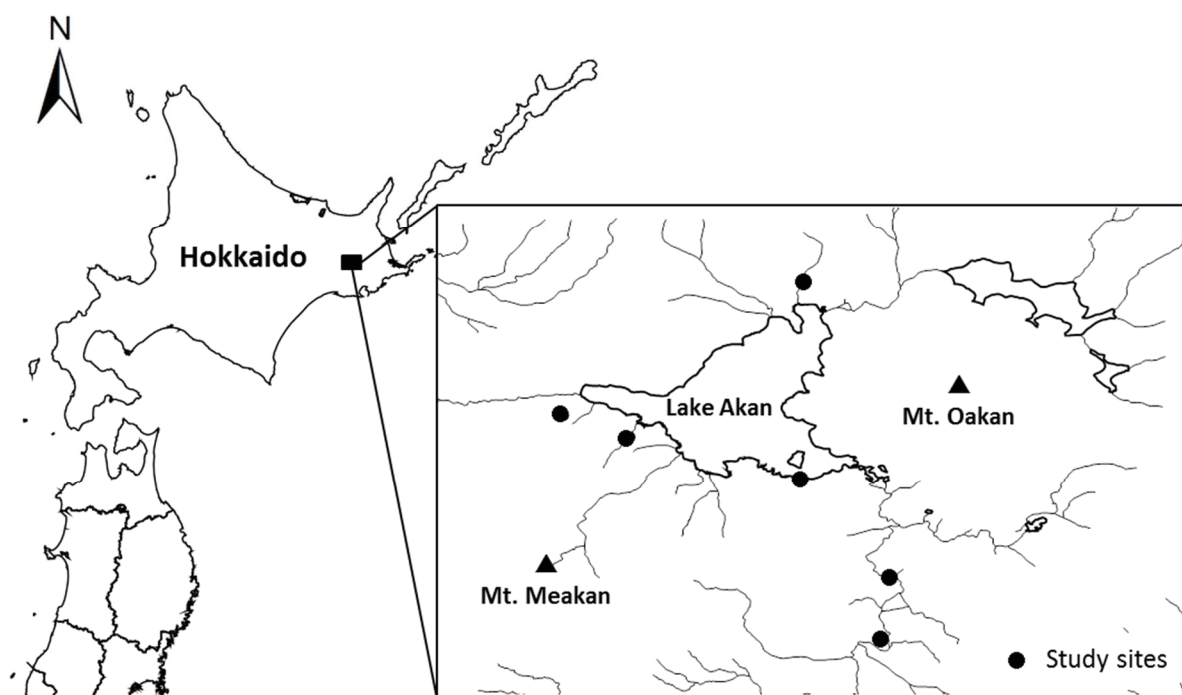 N
Hokkaido
Lake Akan
Mt. Oakan
Mt. Meakan
Study sites